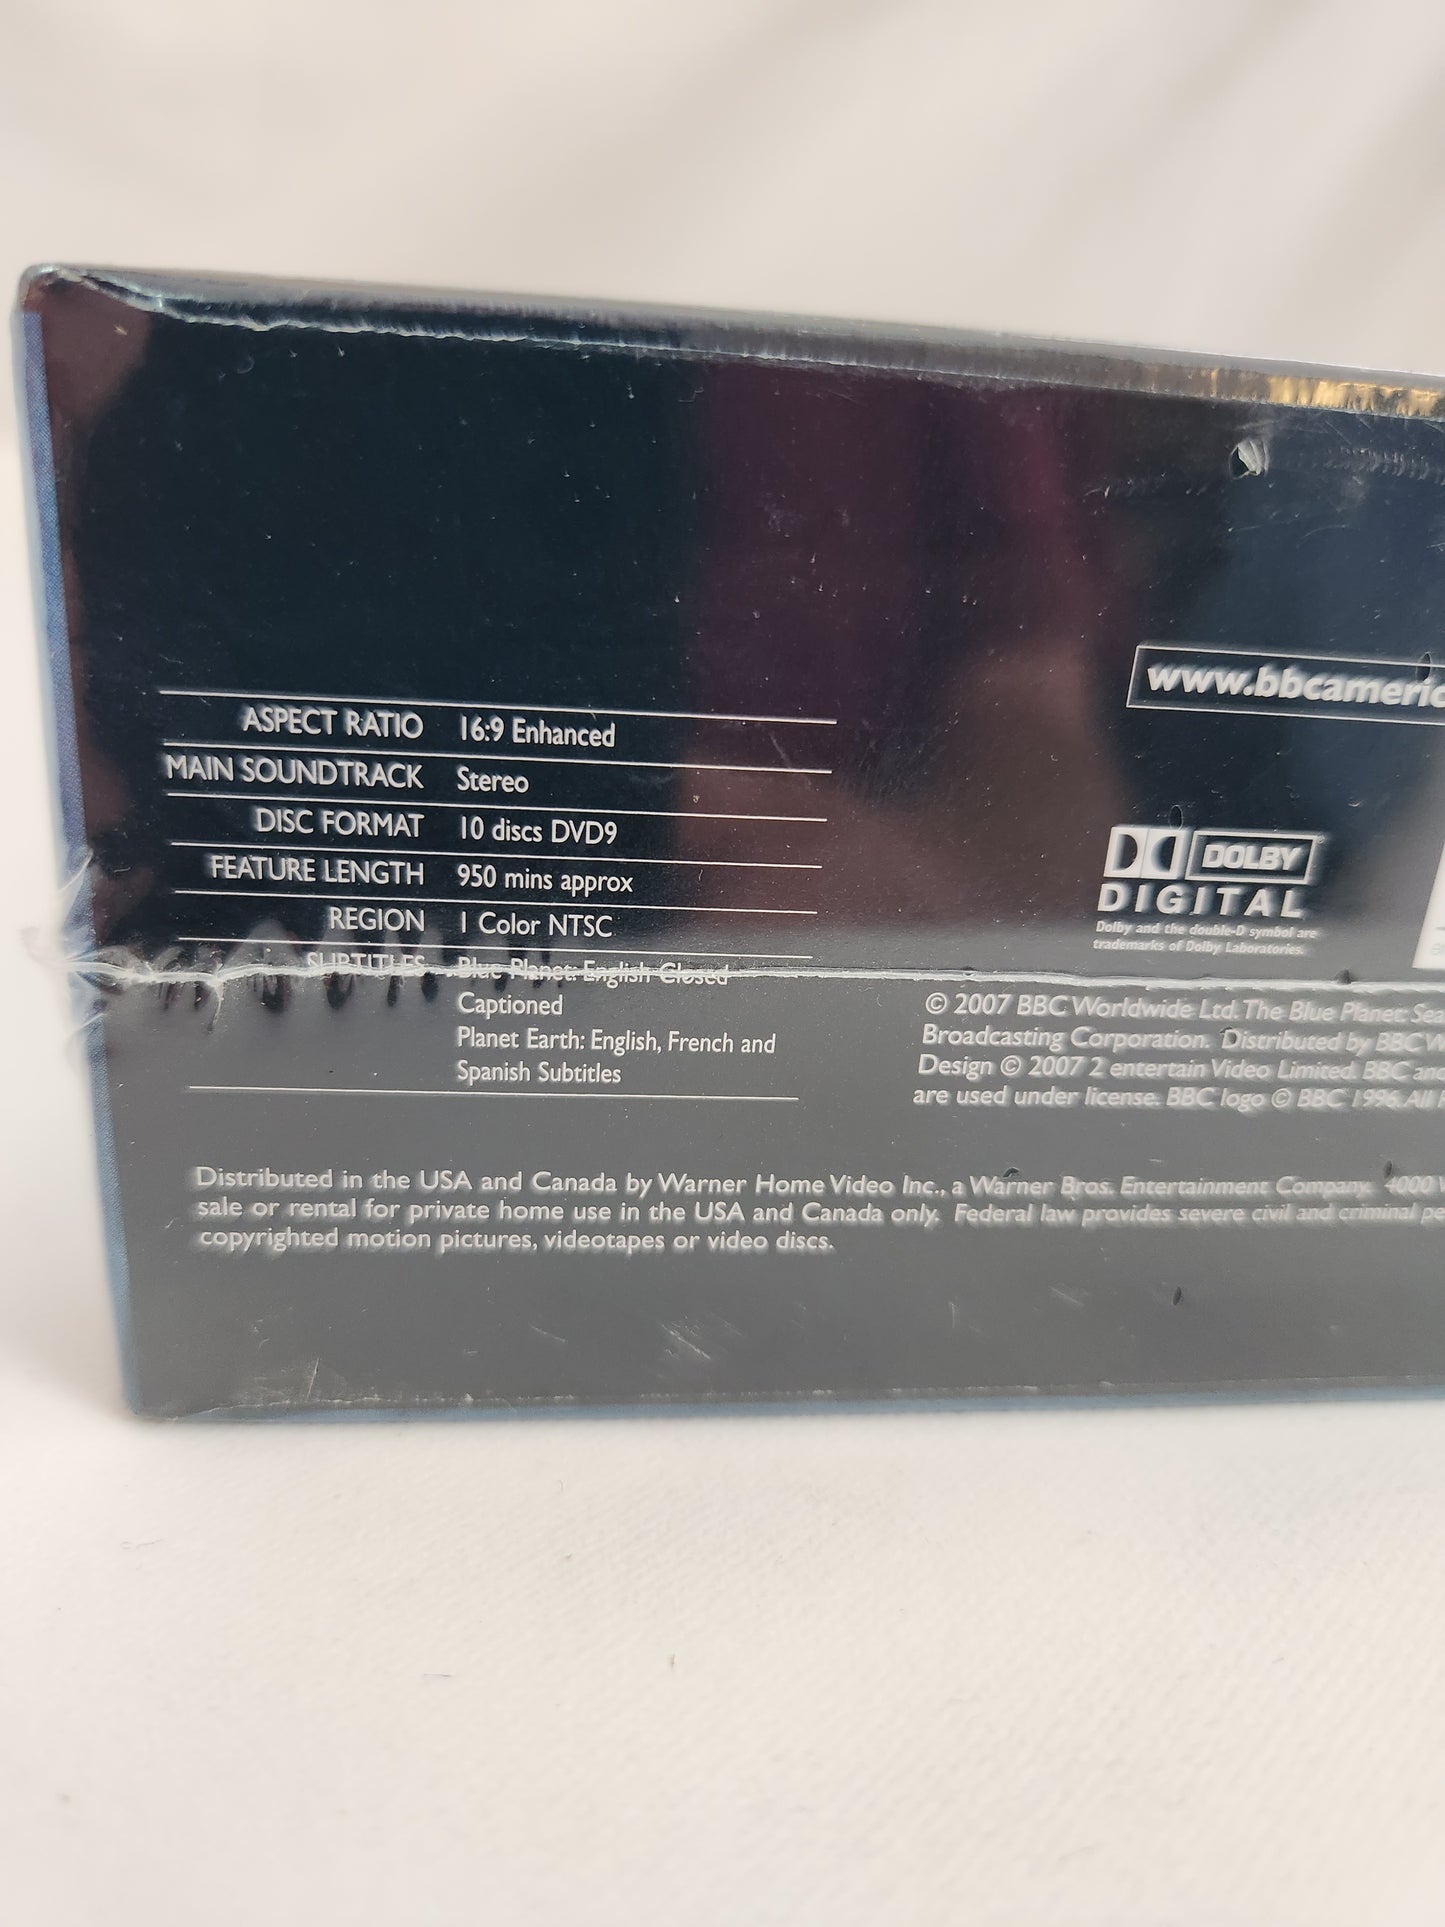 ASPECT RATIO 16:9 Enhanced
MAIN SOUNDTRACK Stereo
DISC FORMAT 10 discs DVD9
FEATURE LENGTH 950 mins approx
REGION 1 Color NTSC
SUBTITLES Blue Planet: English Closed
Captioned
Planet Earth: English, French and
Spanish Subtitles
www.bbcameric
DOLBY
DIGITAL
Dolby and the double-D symbol are
trademarks of Dolby Laboratories.
© 2007 BBC Worldwide Ltd. The Blue Planet: Sea
Broadcasting Corporation. Distributed by BBC W
Design © 2007 2 entertain Video Limited. BBC and
are used under license. BBC logo © BBC 1996. All
Distributed in the USA and Canada by Warner Home Video Inc., a Warner Bros. Entertainment Company. 4000
sale or rental for private home use in the USA and Canada only. Federal law provides severe civil and criminal pe
copyrighted motion pictures, videotapes or video discs.